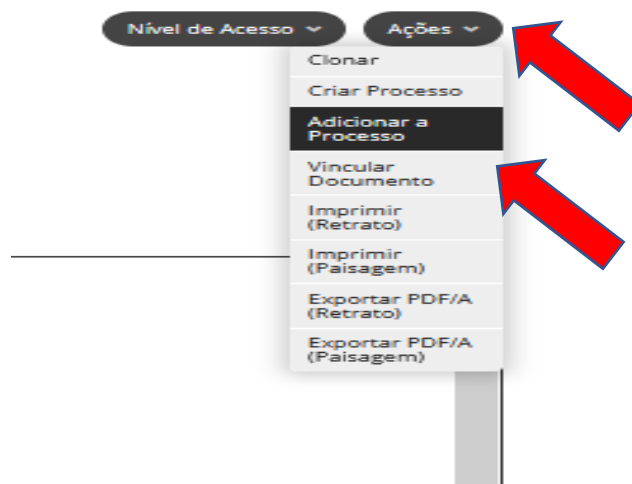 Nível de Acesso
Ações
Clonar
Criar Processo
Adicionar a
Processo
Vincular
Documento
Imprimir
(Retrato)
Imprimir
(Paisagem)
Exportar PDF/A
(Retrato)
Exportar PDF/A
(Paisagem)